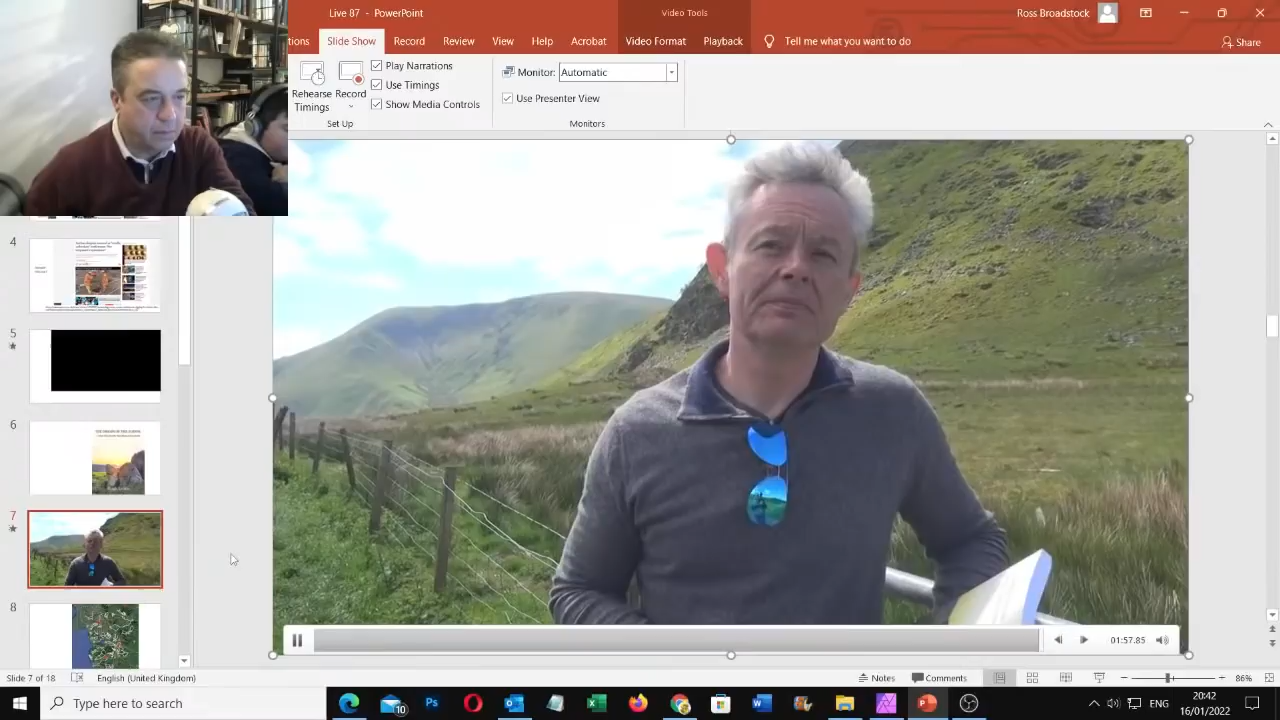 Live 87 - PowerPoint
Video Tools
Ross Broadstock
Slide Show
Record
Review
View
Help
Acrobat
Video Format
Playback
Tell me what you want to do
Share
Rehearse
Timings
Record
Play Narrations
Use Timings
Show Media Controls
Set Up
Monitor:
Automatic
Use Presenter View
Monitors
4
5
6
7
8
01:57.85
Slide 7 of 18
English (United Kingdom)
Notes
Comments
86%
Type here to search
10
ENG
20:42
16/01/2022